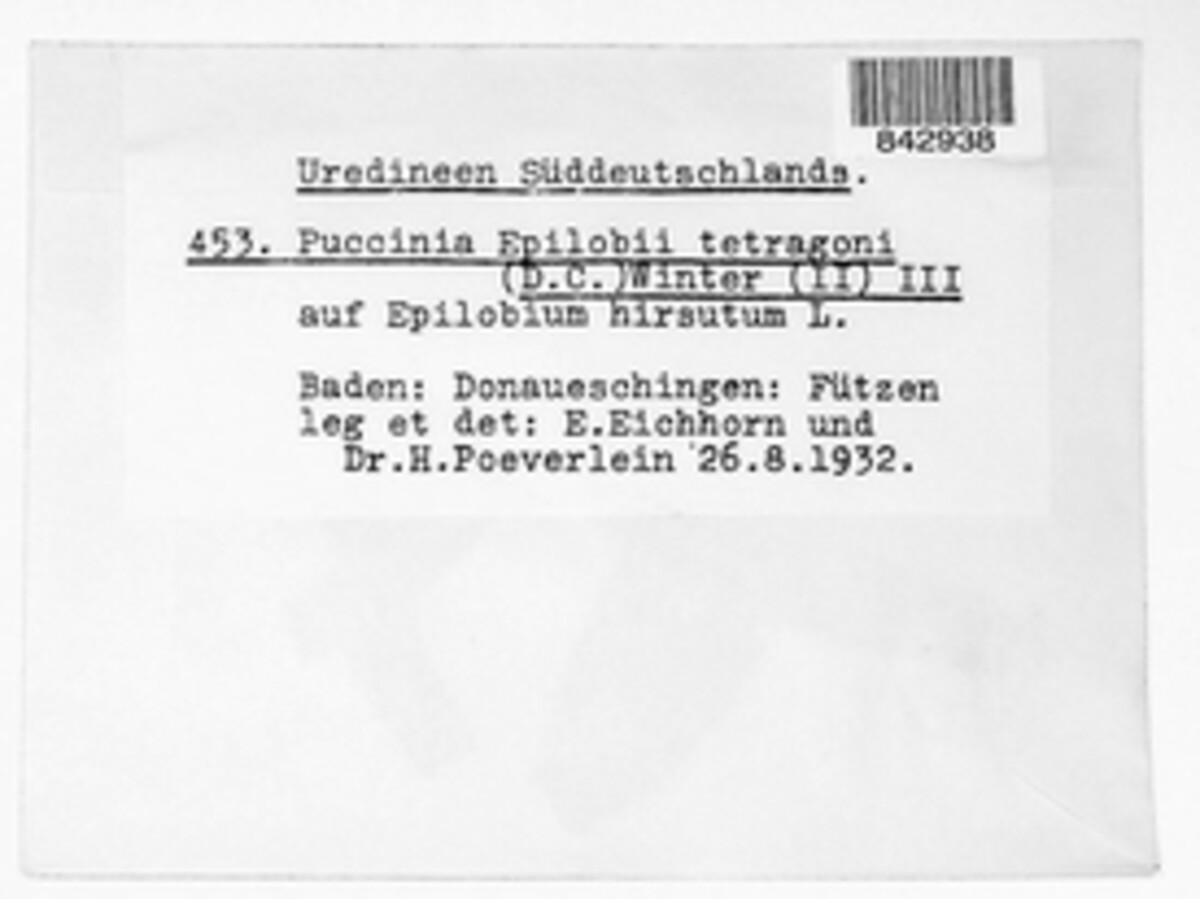 842938
Uredineen Süddeutschlands.
453. Puccinia Epilobii tetragoni
(D.C.)Winter (II) III
auf Epilobium hirsutum L.
Baden: Donaueschingen: Fützen
leg et det: E.Eichhorn und
Dr.H.Poeverlein 26.8.1932.